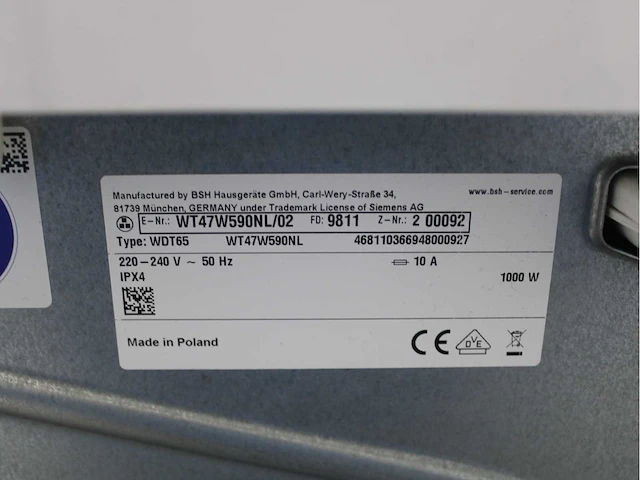 Manufactured by BSH Hausgeräte GmbH, Carl-Wery-Straße 34,
81739 München, GERMANY under Trademark License of Siemens AG
www.bsh-service.com
E-Nr.: WT47W590NL/02 FD: 9811 Z-Nr.: 2 00092
Type: WDT65 WT47W590NL 468110366948000927
220-240 V ~ 50 Hz 10 A
IPX4 1000 W
Made in Poland CE DVE